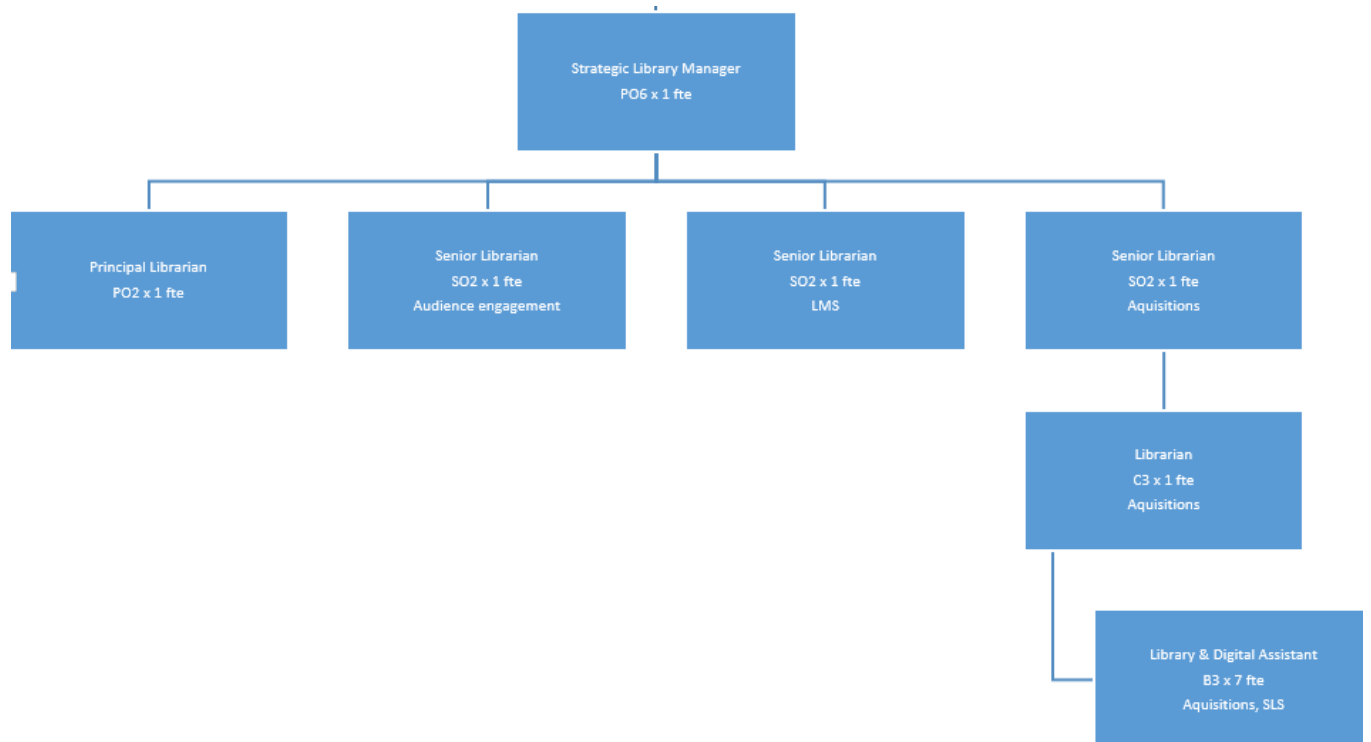 Strategic Library Manager
PO6 x 1 fte
Principal Librarian
PO2 x 1 fte
Senior Librarian
SO2 x 1 fte
Audience engagement
Senior Librarian
SO2 x 1 fte
LMS
Senior Librarian
SO2 x 1 fte
Aquisitions
Librarian
C3 x 1 fte
Aquisitions
Library & Digital Assistant
B3 x 7 fte
Aquisitions, SLS